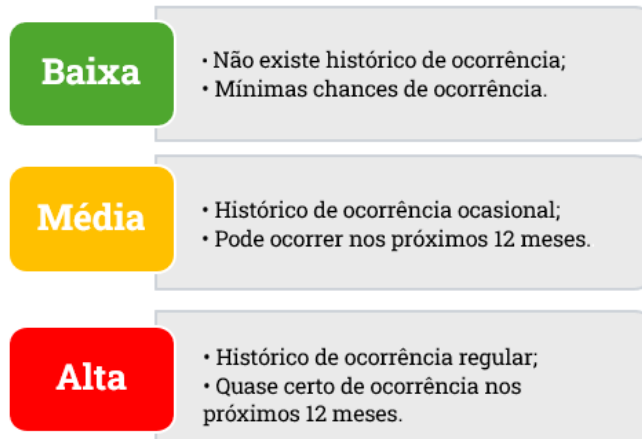 Baixa
• Não existe histórico de ocorrência;
• Mínimas chances de ocorrência.
Média
• Histórico de ocorrência ocasional;
• Pode ocorrer nos próximos 12 meses.
Alta
• Histórico de ocorrência regular;
• Quase certo de ocorrência nos
próximos 12 meses.